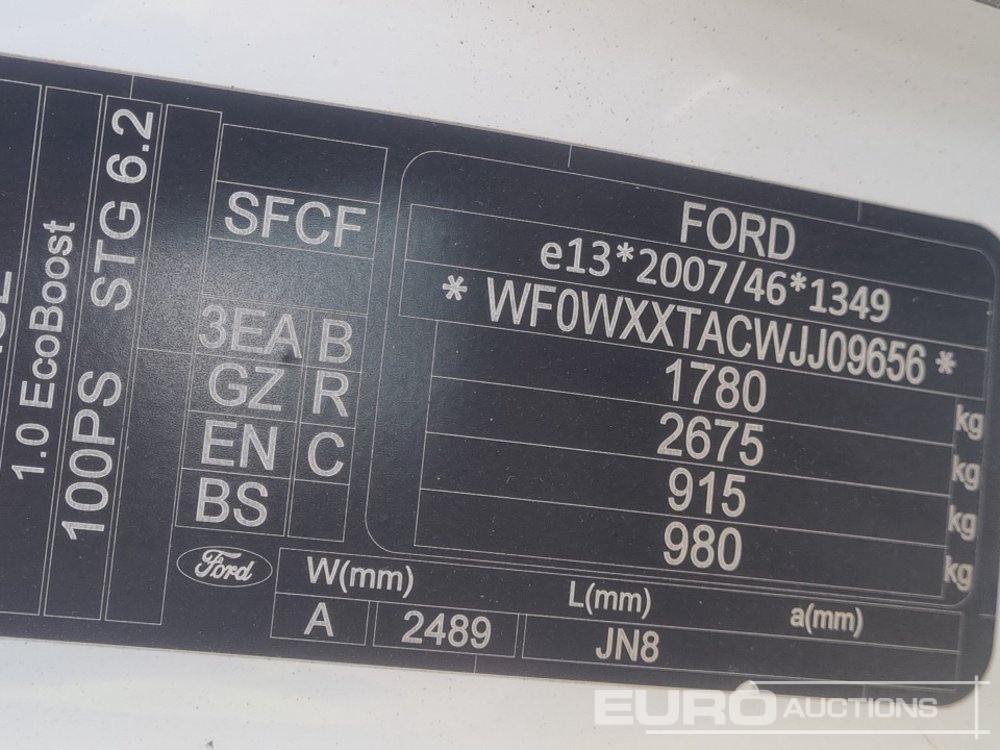 FORD
e13*2007/46*1349
* WF0WXXTACWJJ09656 *
1780 kg
2675 kg
915 kg
980 kg
1.0 EcoBoost
100PS STG 6.2
SFCF
3EA B
GZ R
EN C
BS
Ford
W(mm) L(mm) a(mm)
A 2489 JN8
EURO AUCTIONS